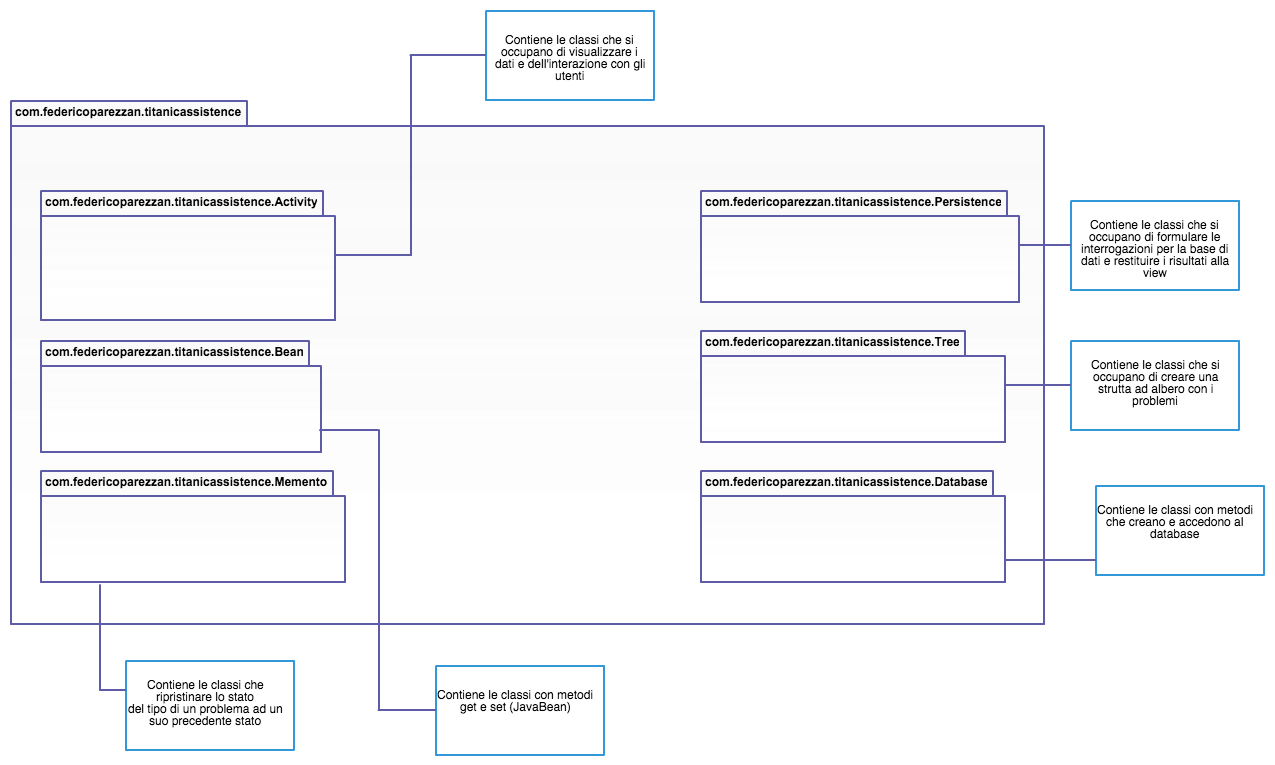 Contiene le classi che si
occupano di visualizzare i
dati e dell'interazione con gli
utenti
com.federicoparezzan.titanicassistence
com.federicoparezzan.titanicassistence.Activity
com.federicoparezzan.titanicassistence.Persistence
Contiene le classi che si
occupano di formulare le
interrogazioni per la base di
dati e restituire i risultati alla
view
com.federicoparezzan.titanicassistence.Bean
com.federicoparezzan.titanicassistence.Tree
Contiene le classi che si
occupano di creare una
strutta ad albero con i
problemi
com.federicoparezzan.titanicassistence.Memento
com.federicoparezzan.titanicassistence.Database
Contiene le classi con metodi
che creano e accedono al
database
Contiene le classi che
ripristinare lo stato
del tipo di un problema ad un
suo precedente stato
Contiene le classi con metodi
get e set (JavaBean)